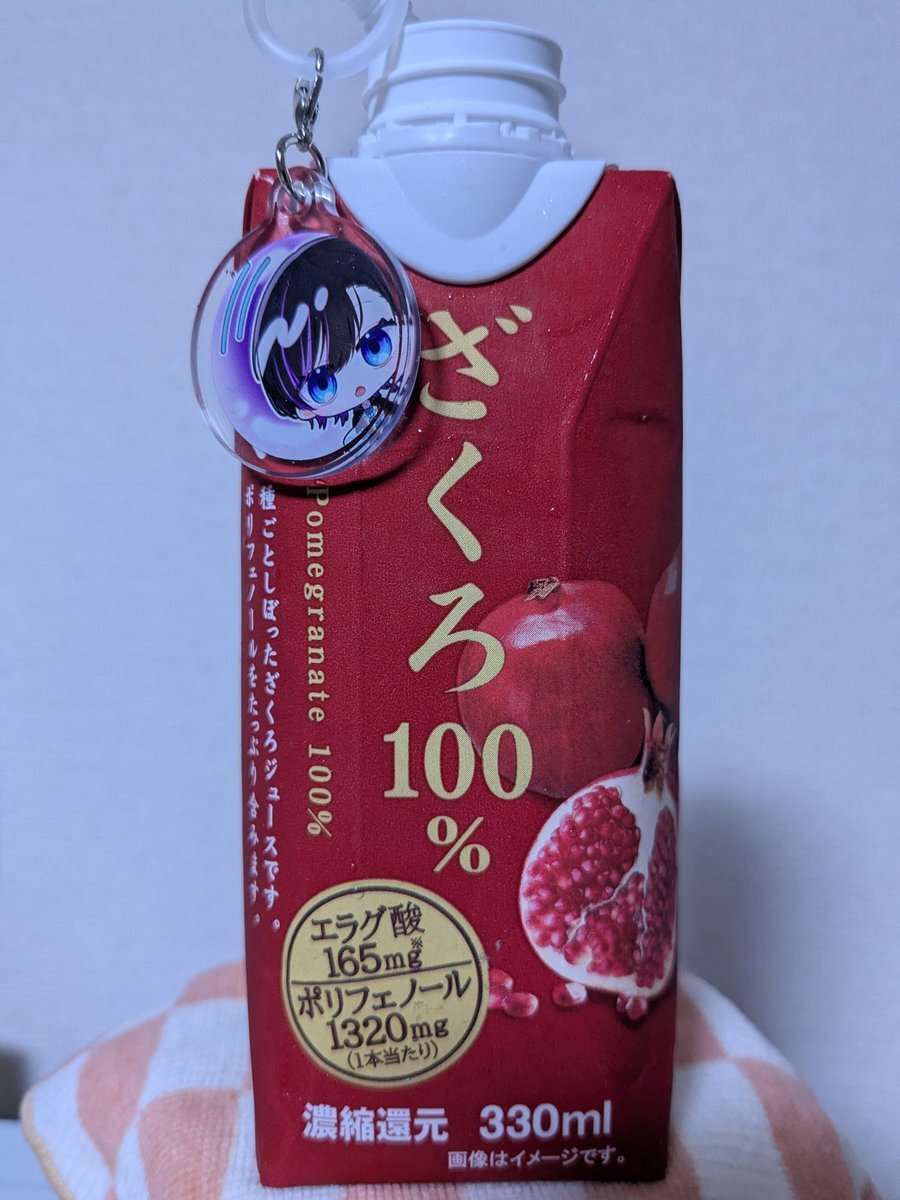 ざくろ
100
%
Pomegranate 100%
種ごとしぼったざくろジュースです。
ポリフェノールをたっぷり含みます。
エラグ酸
165mg※
ポリフェノール
1320mg
(1本当たり)
濃縮還元 330ml
画像はイメージです。